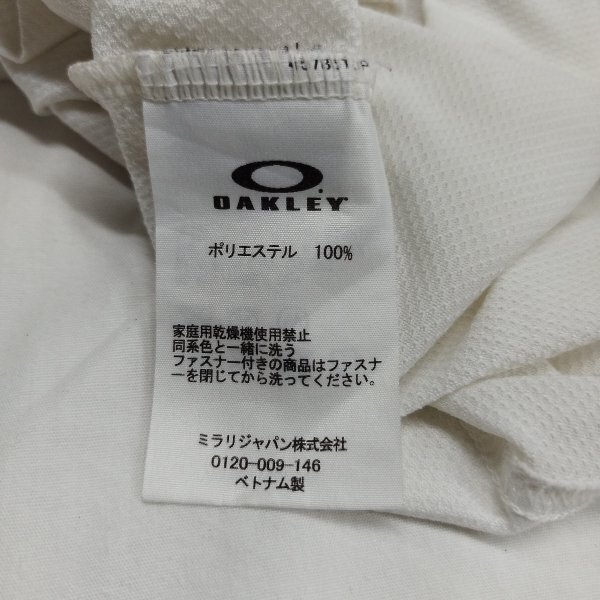 OAKLEY
ポリエステル 100%
家庭用乾燥機使用禁止
同系色と一緒に洗う
ファスナー付きの商品はファスナ
ーを閉じてから洗ってください。
ミラリジャパン株式会社
0120-009-146
ベトナム製